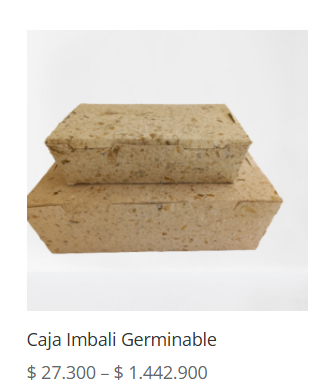 Caja Imbali Germinable
$ 27.300 – $ 1.442.900